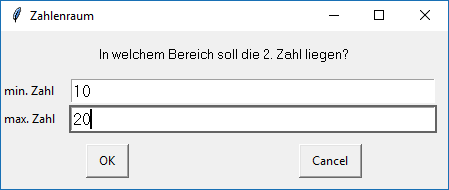 Zahlenraum
In welchem Bereich soll die 2. Zahl liegen?
min. Zahl 10
max. Zahl 20
OK Cancel